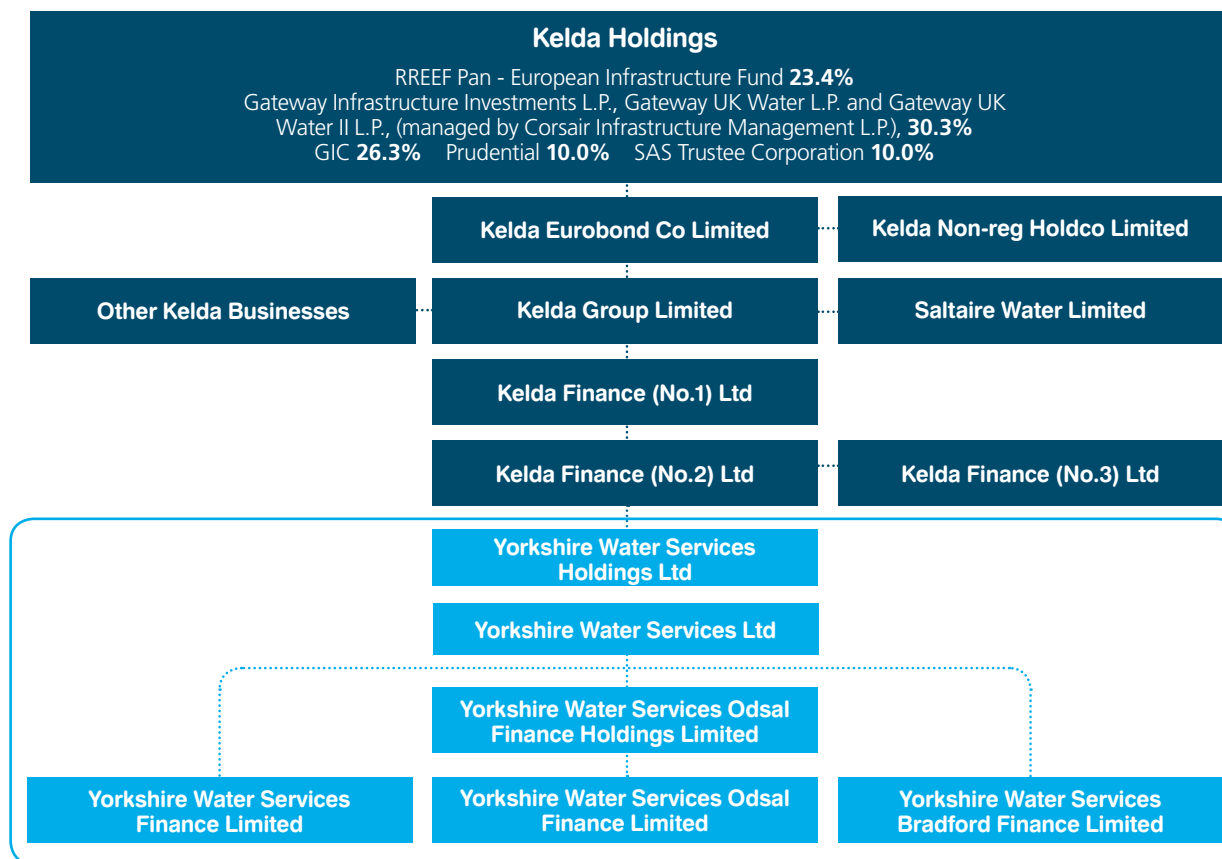 Kelda Holdings
RREEF Pan - European Infrastructure Fund 23.4%
Gateway Infrastructure Investments L.P., Gateway UK Water L.P. and Gateway UK
Water II L.P., (managed by Corsair Infrastructure Management L.P.), 30.3%
GIC 26.3% Prudential 10.0% SAS Trustee Corporation 10.0%
Kelda Eurobond Co Limited
Kelda Non-reg Holdco Limited
Other Kelda Businesses
Kelda Group Limited
Saltaire Water Limited
Kelda Finance (No.1) Ltd
Kelda Finance (No.2) Ltd
Kelda Finance (No.3) Ltd
Yorkshire Water Services
Holdings Ltd
Yorkshire Water Services Ltd
Yorkshire Water Services Odsal
Finance Holdings Limited
Yorkshire Water Services
Finance Limited
Yorkshire Water Services Odsal
Finance Limited
Yorkshire Water Services
Bradford Finance Limited